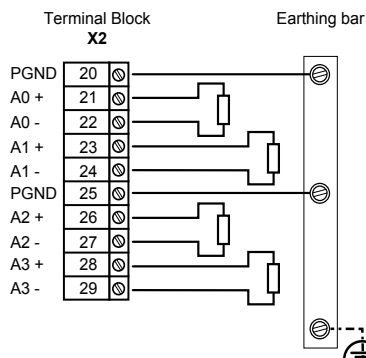 Terminal Block
X2
Earthing bar
PGND 20
A0 + 21
A0 - 22
A1 + 23
A1 - 24
PGND 25
A2 + 26
A2 - 27
A3 + 28
A3 - 29